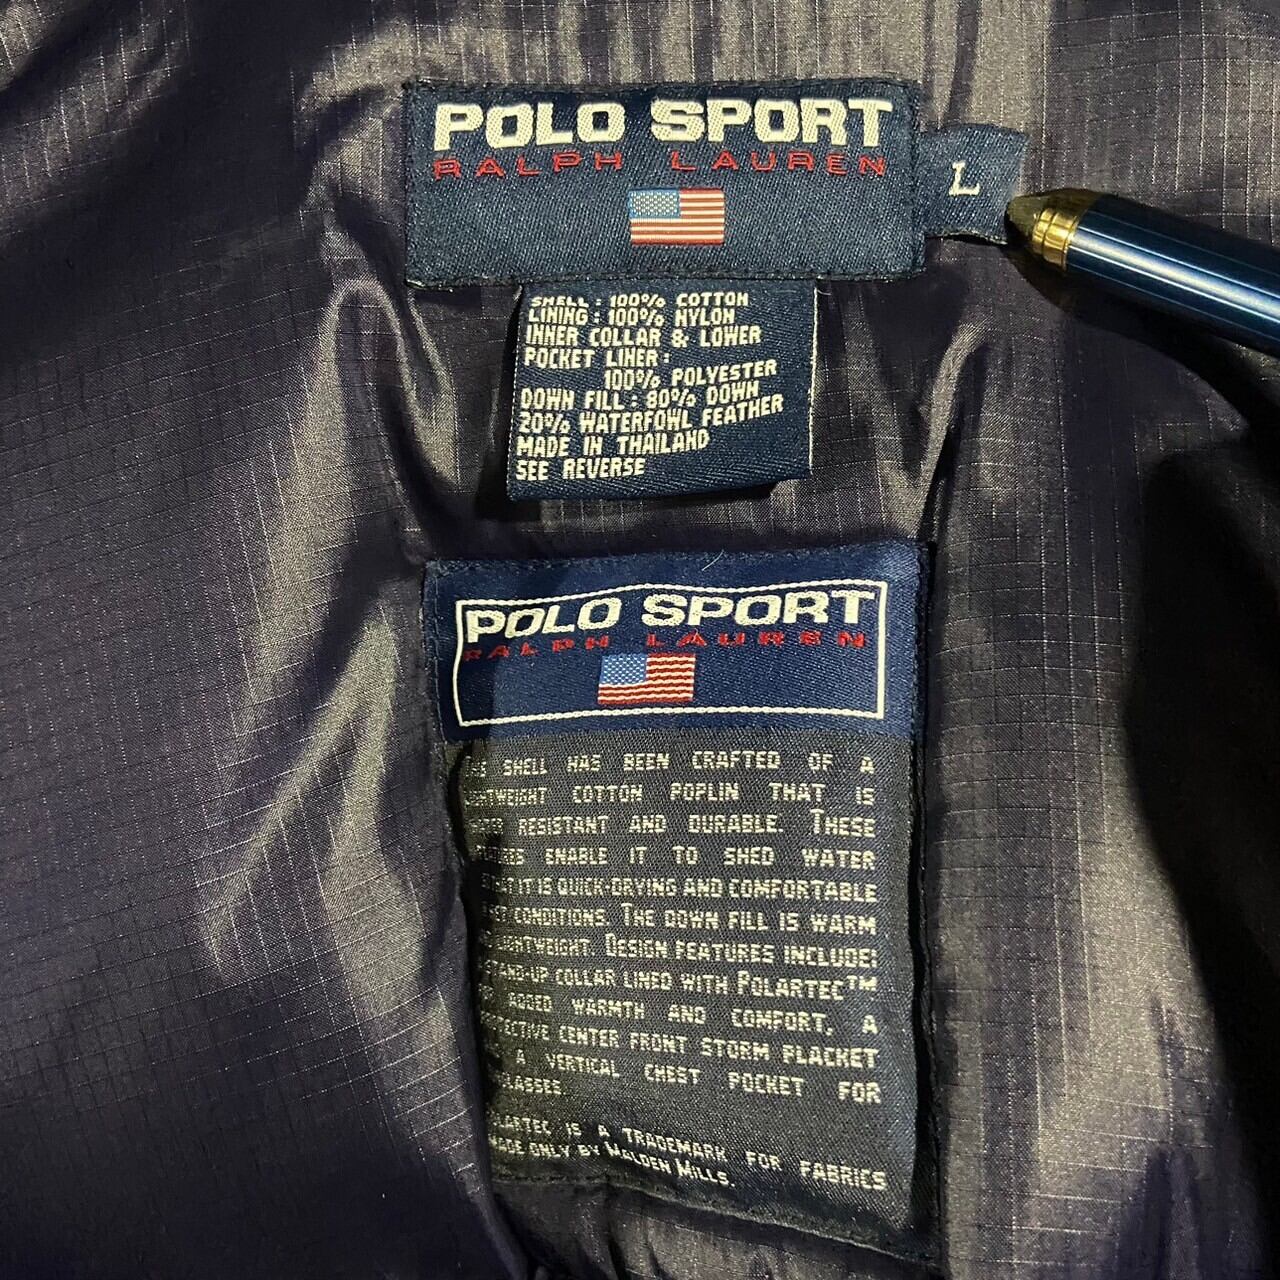 POLO SPORT
RALPH LAUREN
L
SHELL: 100% COTTON
LINING: 100% NYLON
INNER COLLAR & LOWER
POCKET LINER:
100% POLYESTER
DOWN FILL: 80% DOWN
20% WATERFOWL FEATHER
MADE IN THAILAND
SEE REVERSE
POLO SPORT
RALPH LAUREN
SHELL HAS BEEN CRAFTED OF A
COTTON POPLIN THAT IS
RESISTANT AND DURABLE. THESE
ENABLE IT TO SHED WATER
IT IS QUICK-DRYING AND COMFORTABLE
CONDITIONS. THE DOWN FILL IS WARM
LIGHTWEIGHT. DESIGN FEATURES INCLUDE:
STAND-UP COLLAR LINED WITH POLARTEC™
ADDED WARMTH AND COMFORT, A
CENTER FRONT STORM PLACKET
A VERTICAL CHEST POCKET FOR
IS A TRADEMARK FOR FABRICS
MADE ONLY BY MALDEN MILLS.